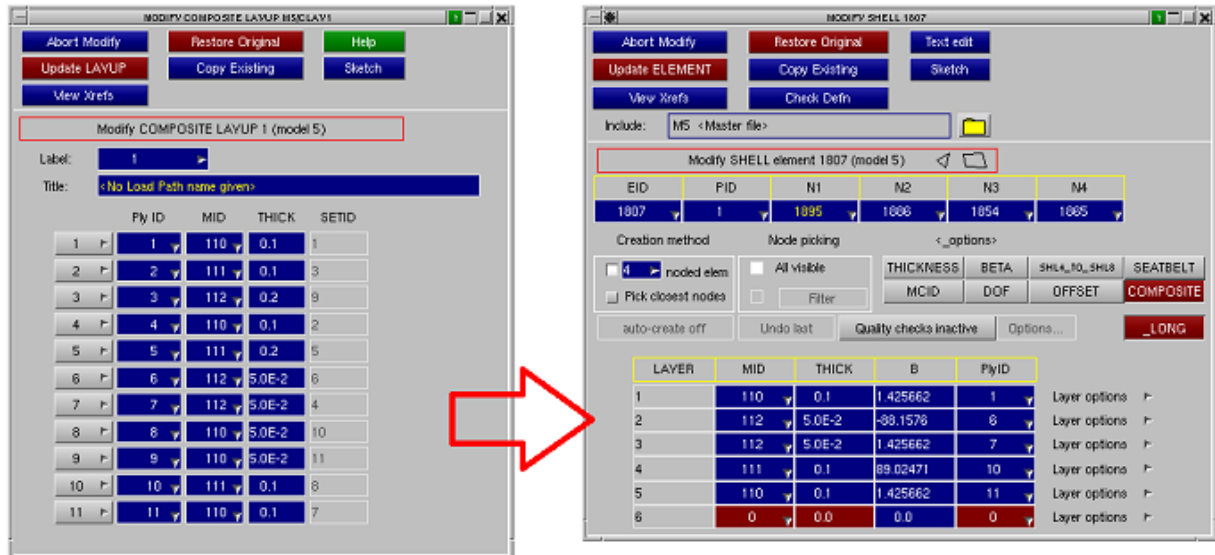 MODIFY COMPOSITE LAYUP M5/CLAY1
Abort Modify Restore Original Help
Update LAYUP Copy Existing Sketch
View Xrefs
Modify COMPOSITE LAYUP 1 (model 5)
Label: 1
Title: <No Load Path name given>
Ply ID MID THICK SETID
1 1 110 0.1 1
2 2 111 0.1 3
3 3 112 0.2 9
4 4 110 0.1 2
5 5 111 0.2 5
6 6 112 5.0E-2 6
7 7 112 5.0E-2 4
8 8 110 5.0E-2 10
9 9 110 5.0E-2 11
10 10 111 0.1 8
11 11 110 0.1 7
MODIFY SHELL 1807
? X
Abort Modify Restore Original Text edit
Update ELEMENT Copy Existing Sketch
View Xrefs Check Defn
Include: M5 <Master file>
Modify SHELL element 1807 (model 5)
EID PID N1 N2 N3 N4
1807 1 1895 1886 1854 1865
Creation method Node picking <_options>
4 noded elem All visible THICKNESS BETA SHL4_TO_SHL8 SEATBELT
Pick closest nodes Filter MCID DOF OFFSET COMPOSITE
auto-create off Undo last Quality checks inactive Options... _LONG
LAYER MID THICK B PlyID
1 110 0.1 1.425662 1 Layer options
2 112 5.0E-2 -88.1576 6 Layer options
3 112 5.0E-2 1.425662 7 Layer options
4 111 0.1 89.02471 10 Layer options
5 110 0.1 1.425662 11 Layer options
6 0 0.0 0.0 0 Layer options